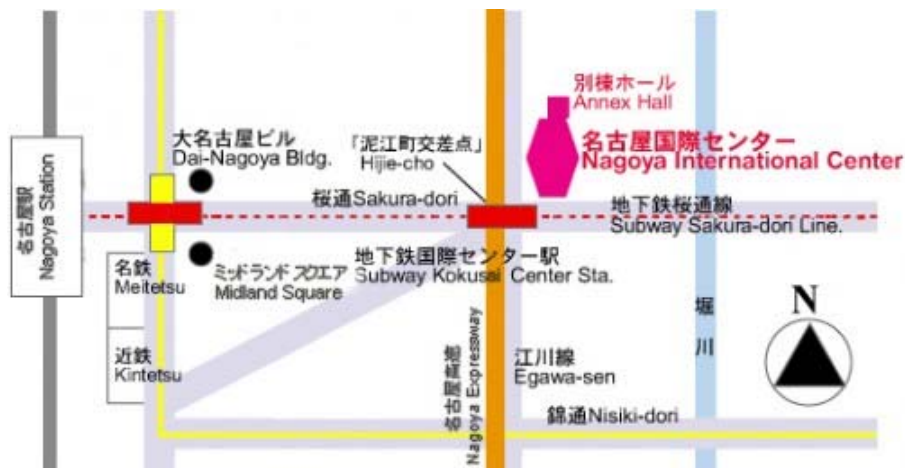 別棟ホール
Annex Hall
名古屋国際センター
Nagoya International Center
大名古屋ビル
Dai-Nagoya Bldg.
「泥江町交差点」
Hijie-cho
名古屋駅
Nagoya Station
桜通Sakura-dori
地下鉄桜通線
Subway Sakura-dori Line.
名鉄
Meitetsu
ミッドランド スクエア
Midland Square
地下鉄国際センター駅
Subway Kokusai Center Sta.
堀川
N
近鉄
Kintetsu
名古屋高速
Nagoya Expressway
江川線
Egawa-sen
錦通Nisiki-dori